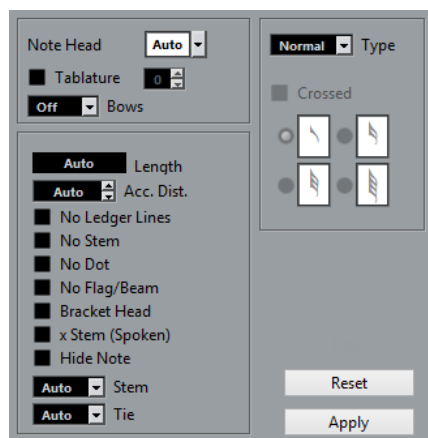 Note Head Auto
Tablature 0
Off Bows
Auto Length
Auto Acc. Dist.
No Ledger Lines
No Stem
No Dot
No Flag/Beam
Bracket Head
x Stem (Spoken)
Hide Note
Auto Stem
Auto Tie
Normal Type
Crossed
Reset
Apply